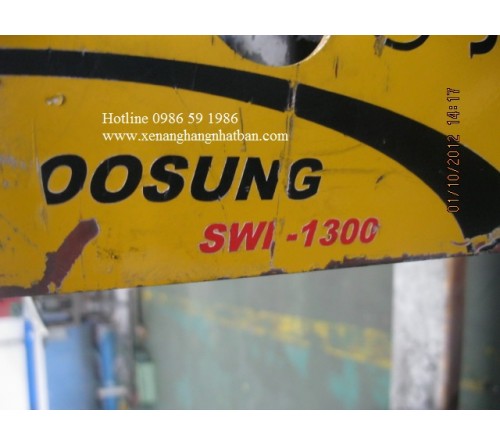 Hotline 0986 59 1986
www.xenanghangnhatban.com
OOSUNG
SWI -1300
01/10/2012 14:17